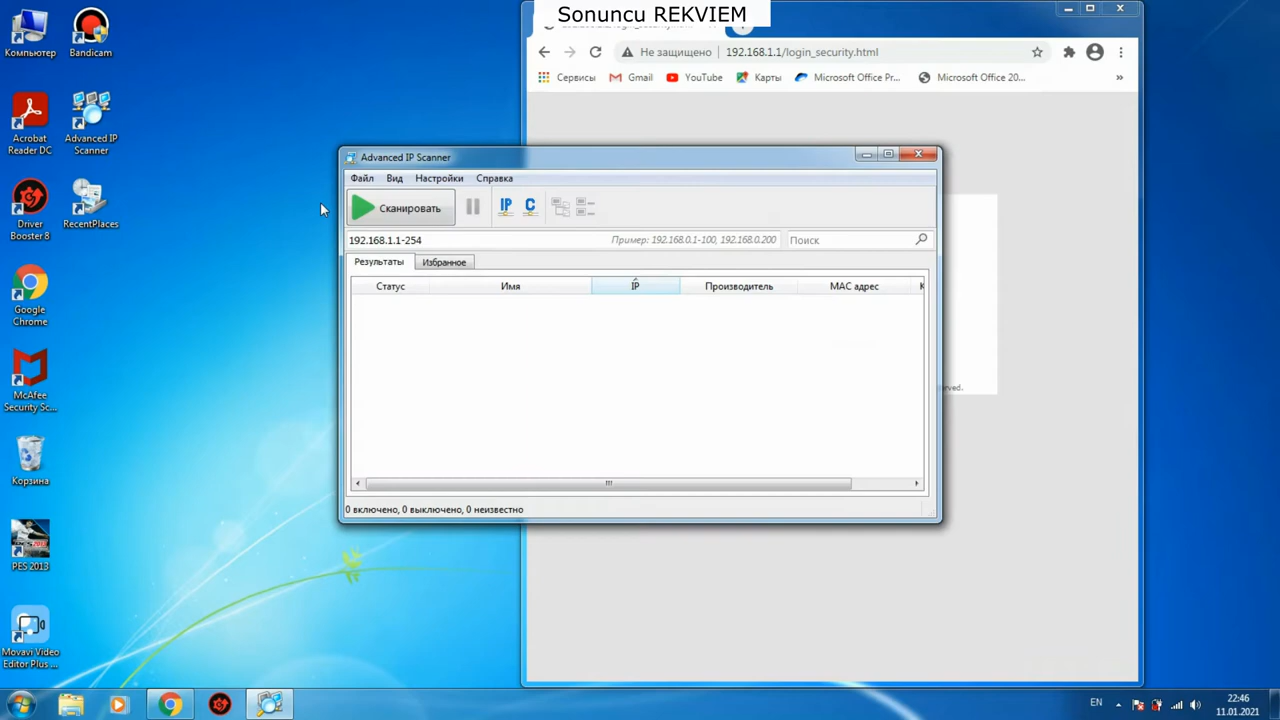 Sonuncu REKVIEM
Компьютер
Bandicam
Acrobat
Reader DC
Advanced IP
Scanner
Driver
Booster 8
RecentPlaces
Google
Chrome
McAfee
Security Sc...
Корзина
PES 2013
Movavi Video
Editor Plus ...
Не защищено
192.168.1.1/login_security.html
Сервисы
Gmail
YouTube
Карты
Microsoft Office Pr...
Microsoft Office 20...
»
Advanced IP Scanner
Файл
Вид
Настройки
Справка
Сканировать
IP
C
192.168.1.1-254
Пример: 192.168.0.1-100, 192.168.0.200
Поиск
Результаты
Избранное
Статус
Имя
IP
Производитель
MAC адрес
0 включено, 0 выключено, 0 неизвестно
EN
22:46
11.01.2021